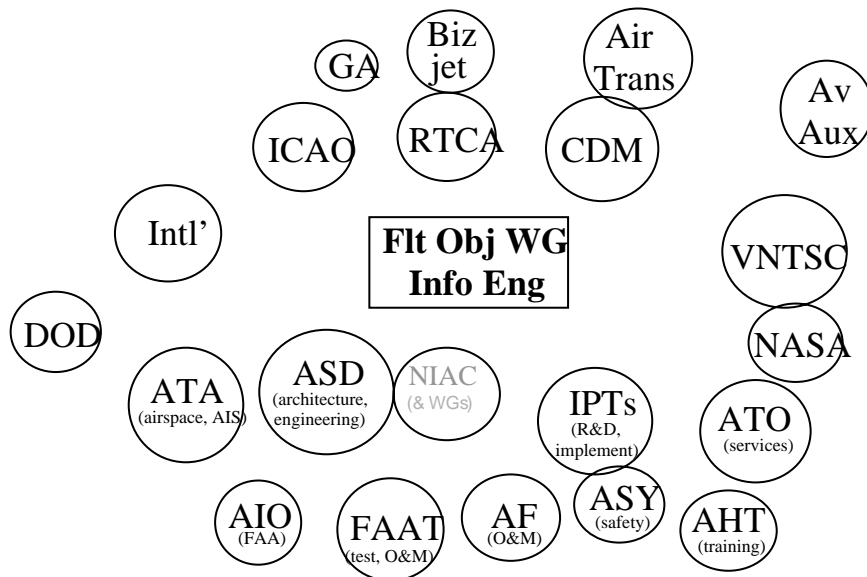 GA
Biz
jet
Air
Trans
Av
Aux
ICAO
RTCA
CDM
Intl'
Flt Obj WG
Info Eng
VNTSC
DOD
NASA
ATA
(airspace, AIS)
ASD
(architecture,
engineering)
NIAC
(& WGs)
IPTs
(R&D,
implement)
ATO
(services)
AIO
(FAA)
FAAT
(test, O&M)
AF
(O&M)
ASY
(safety)
AHT
(training)